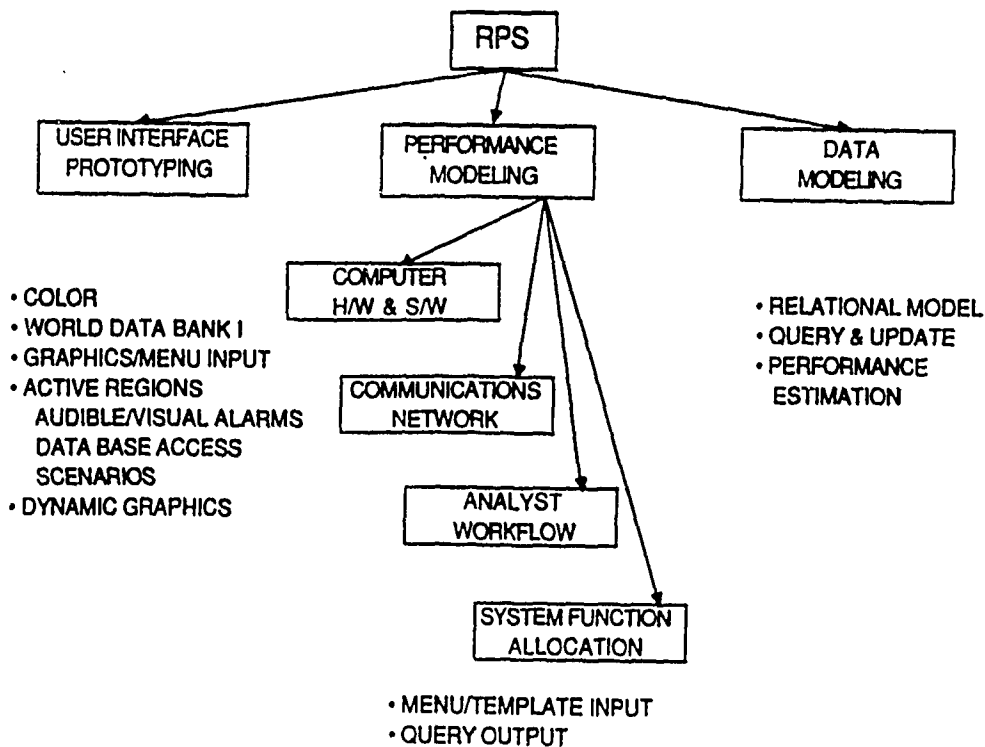 RPS
USER INTERFACE
PROTOTYPING
PERFORMANCE
MODELING
DATA
MODELING
COMPUTER
H/W & S/W
COMMUNICATIONS
NETWORK
ANALYST
WORKFLOW
SYSTEM FUNCTION
ALLOCATION
• COLOR
• WORLD DATA BANK I
• GRAPHICS/MENU INPUT
• ACTIVE REGIONS
AUDIBLE/VISUAL ALARMS
DATA BASE ACCESS
SCENARIOS
• DYNAMIC GRAPHICS
• RELATIONAL MODEL
• QUERY & UPDATE
• PERFORMANCE
ESTIMATION
• MENU/TEMPLATE INPUT
• QUERY OUTPUT